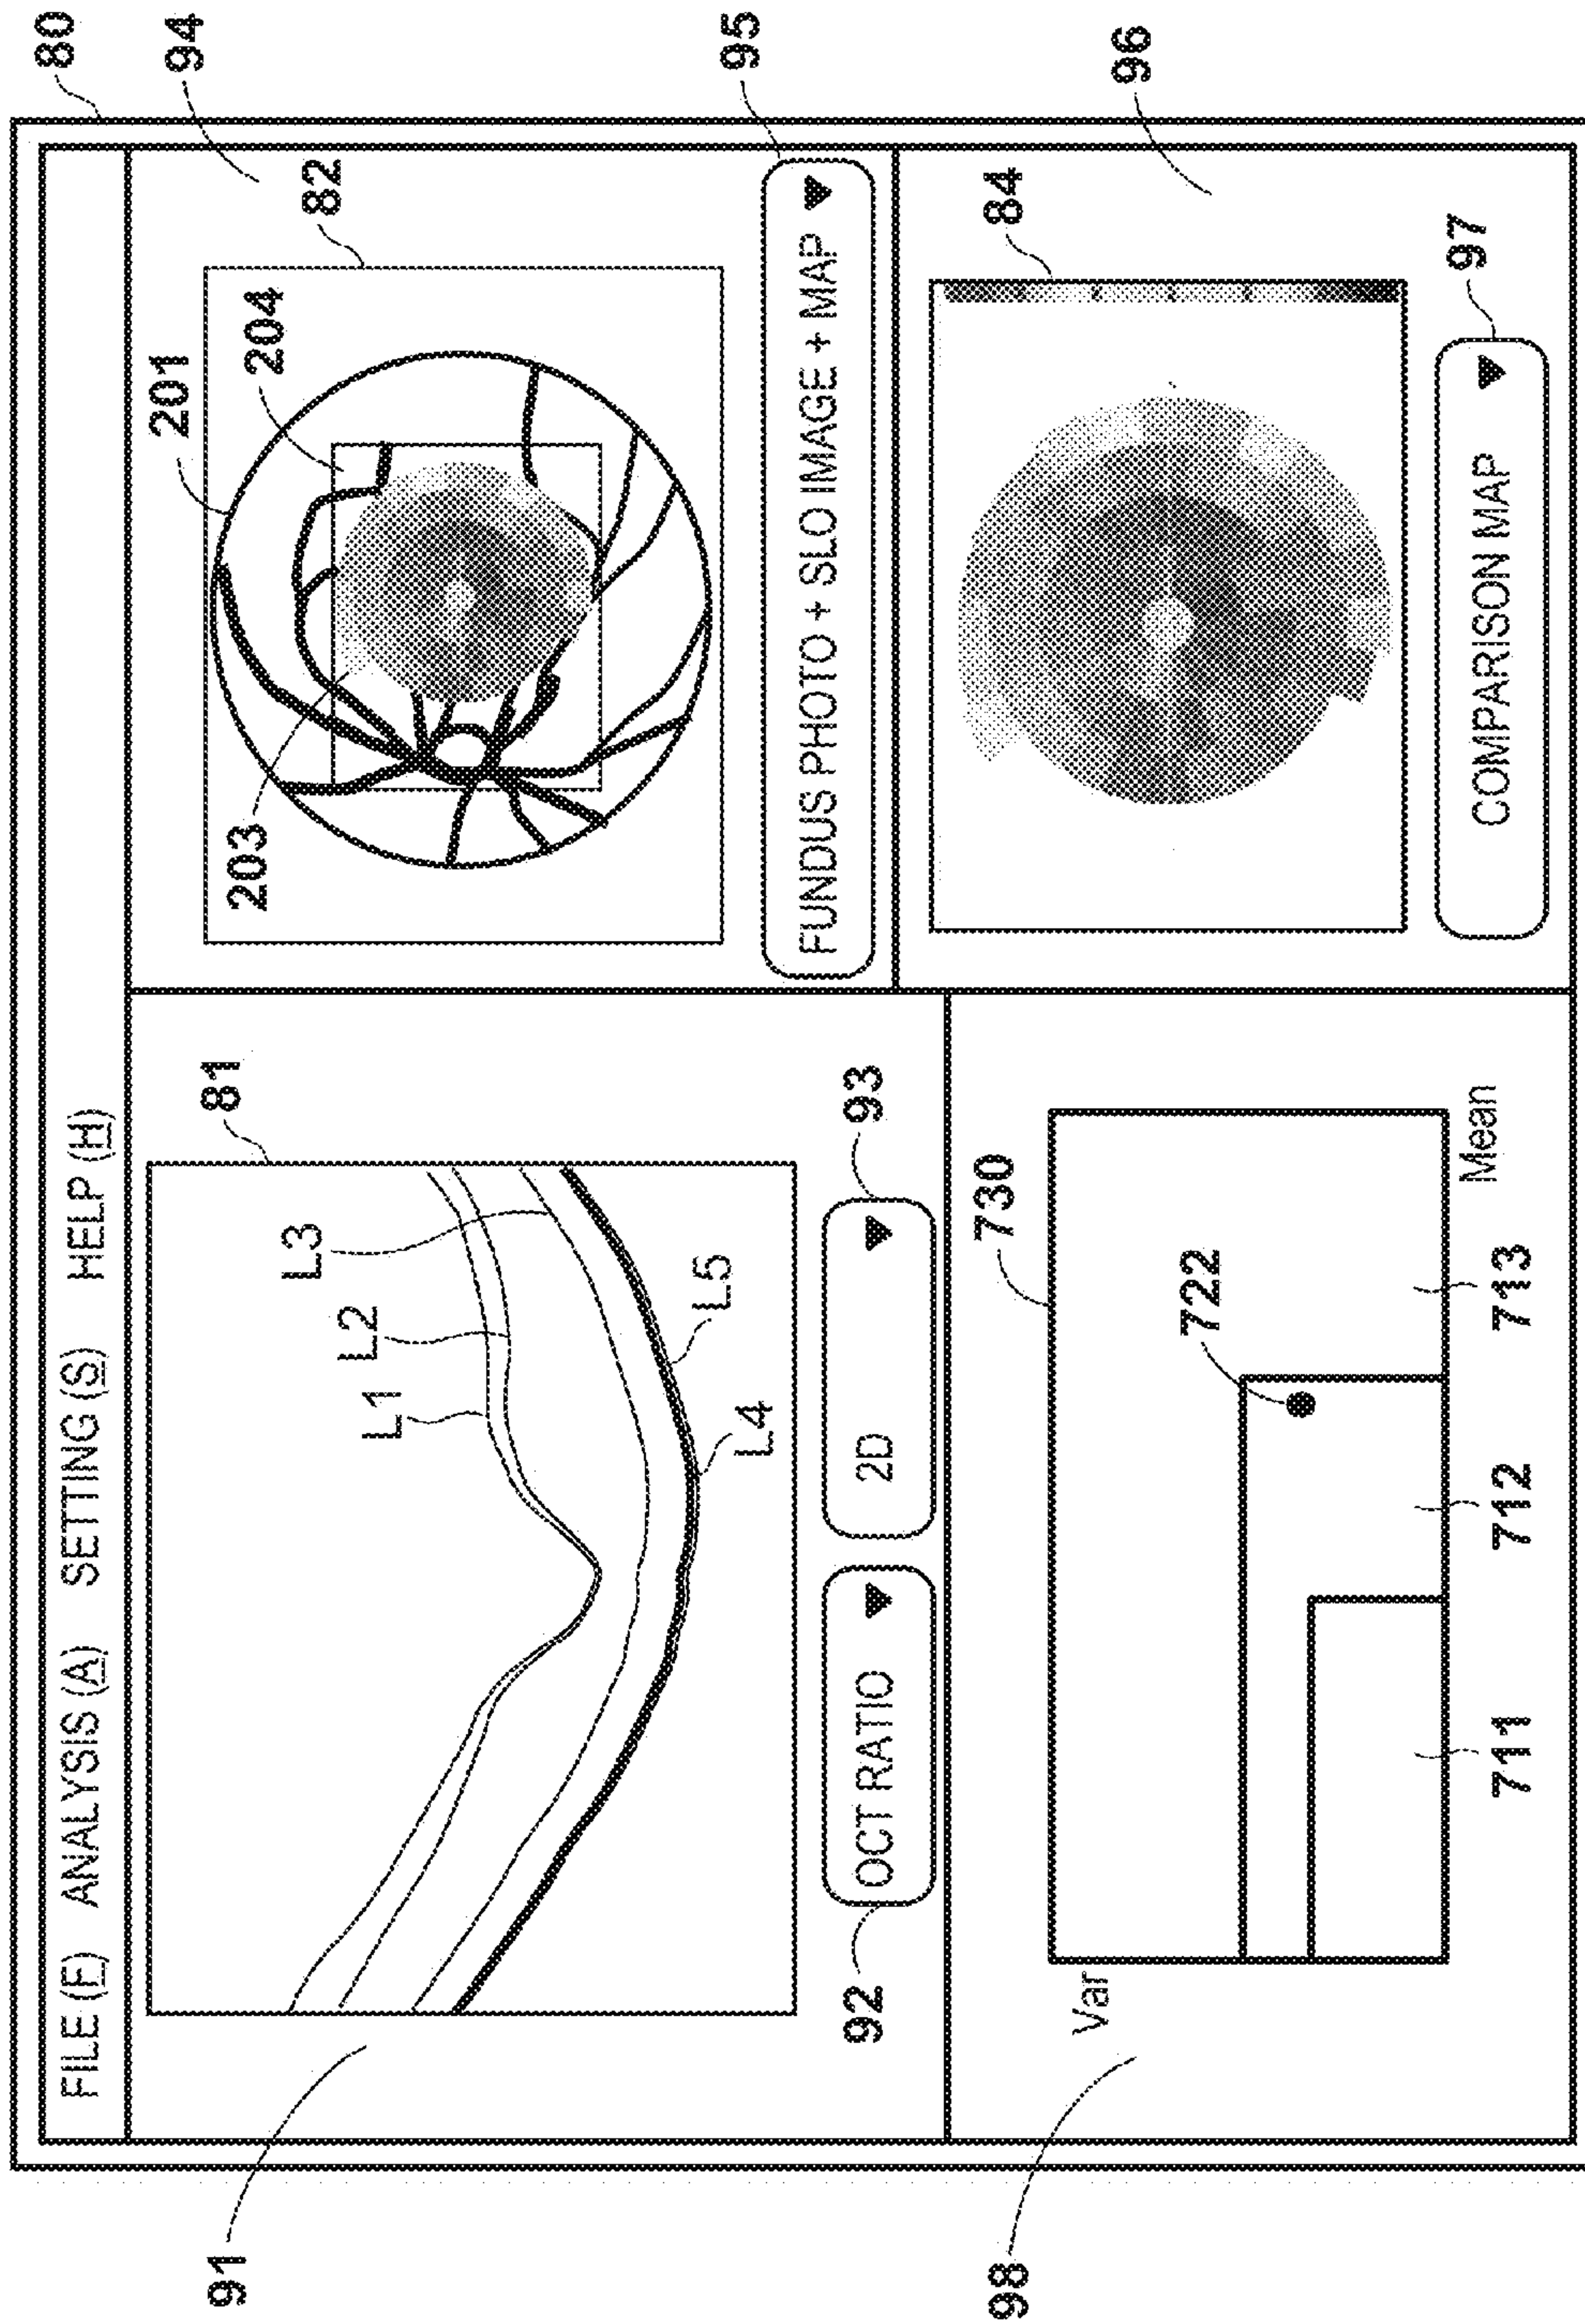 80
FILE (F) ANALYSIS (A) SETTING (S) HELP (H)
91
81
L1
L2
L3
L4
L5
92
OCT RATIO ▼
2D ▼
93
94
82
201
204
203
FUNDUS PHOTO + SLO IMAGE + MAP ▼
95
98
Var
730
722
Mean
711
712
713
96
84
COMPARISON MAP ▼
97